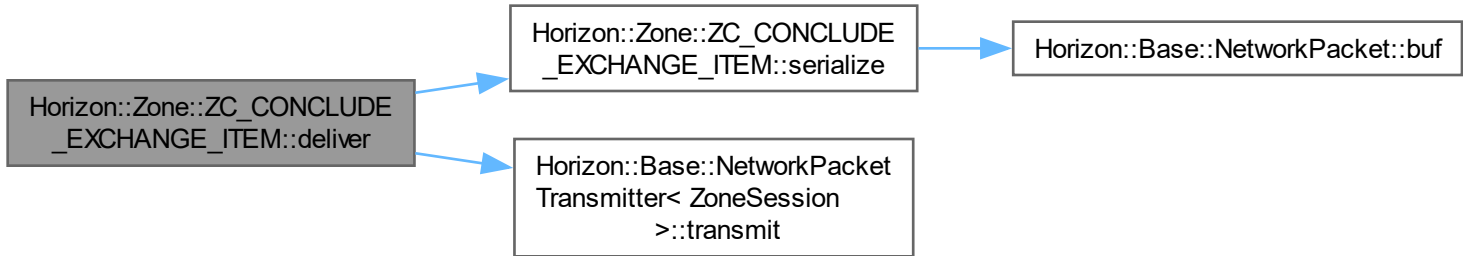 Horizon::Zone::ZC_CONCLUDE
_EXCHANGE_ITEM::deliver
Horizon::Zone::ZC_CONCLUDE
_EXCHANGE_ITEM::serialize
Horizon::Base::NetworkPacket::buf
Horizon::Base::NetworkPacket
Transmitter< ZoneSession
>::transmit